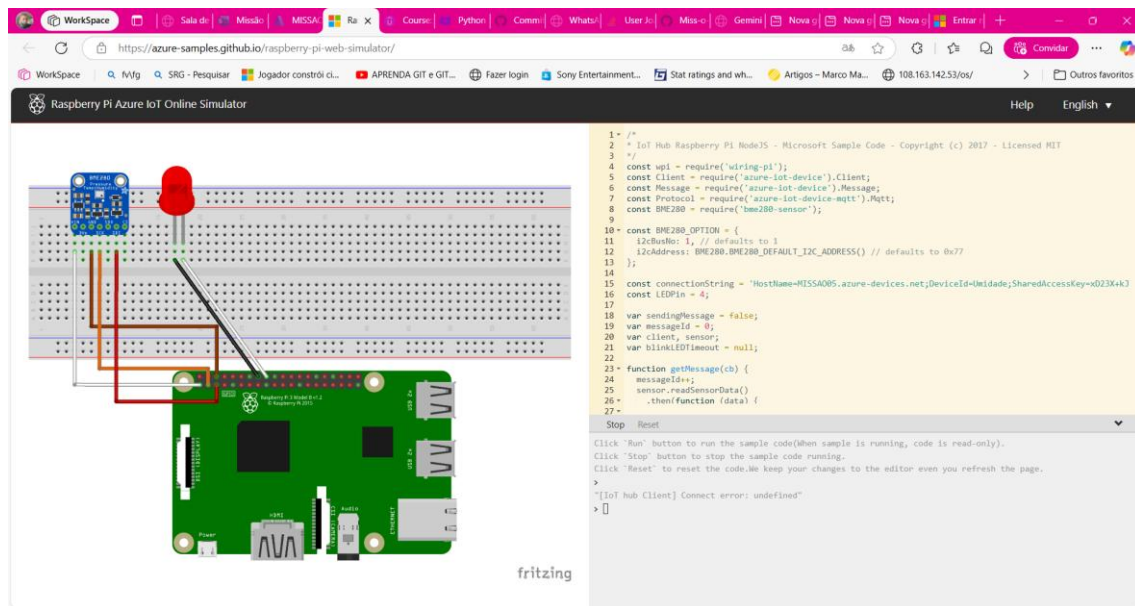 WorkSpace
Sala de
Missão
MISSAO
Ra
Course:
Python
Commi
WhatsA
User Jo
Miss-o
Gemini
Nova g
Nova g
Nova g
Entrar
https://azure-samples.github.io/raspberry-pi-web-simulator/
Convidar
WorkSpace
SRG - Pesquisar
Jogador constrói ci...
APRENDA GIT e GIT...
Fazer login
Sony Entertainment...
Stat ratings and wh...
Artigos – Marco Ma...
108.163.142.53/os/
Outros favoritos
Raspberry Pi Azure IoT Online Simulator
Help
English
BME280
1 /*
2 * IoT Hub Raspberry Pi NodeJS - Microsoft Sample Code - Copyright (c) 2017 - Licensed MIT
3 */
4 const wpi = require('wiring-pi');
5 const Client = require('azure-iot-device').Client;
6 const Message = require('azure-iot-device').Message;
7 const Protocol = require('azure-iot-device-mqtt').Mqtt;
8 const BME280 = require('bme280-sensor');
9
10 const BME280_OPTION = {
11 i2cBusNo: 1, // defaults to 1
12 i2cAddress: BME280.BME280_DEFAULT_I2C_ADDRESS() // defaults to 0x77
13 };
14
15 const connectionString = 'HostName=MISSAO05.azure-devices.net;DeviceId=Umidade;SharedAccessKey=xD23X+kJ
16 const LEDPin = 4;
17
18 var sendingMessage = false;
19 var messageId = 0;
20 var client, sensor;
21 var blinkLEDTimeout = null;
22
23 function getMessage(cb) {
24 messageId++;
25 sensor.readSensorData()
26 .then(function (data) {
27
Stop
Reset
Click 'Run' button to run the sample code(When sample is running, code is read-only).
Click 'Stop' button to stop the sample code running.
Click 'Reset' to reset the code.We keep your changes to the editor even you refresh the page.
>
"[IoT hub Client] Connect error: undefined"
>
Raspberry Pi 3 Model B v1.2
© Raspberry Pi 2015
USB 2x
USB 2x
DSI (DISPLAY)
Power
HDMI
CSI (CAMERA)
Audio
ETHERNET
fritzing